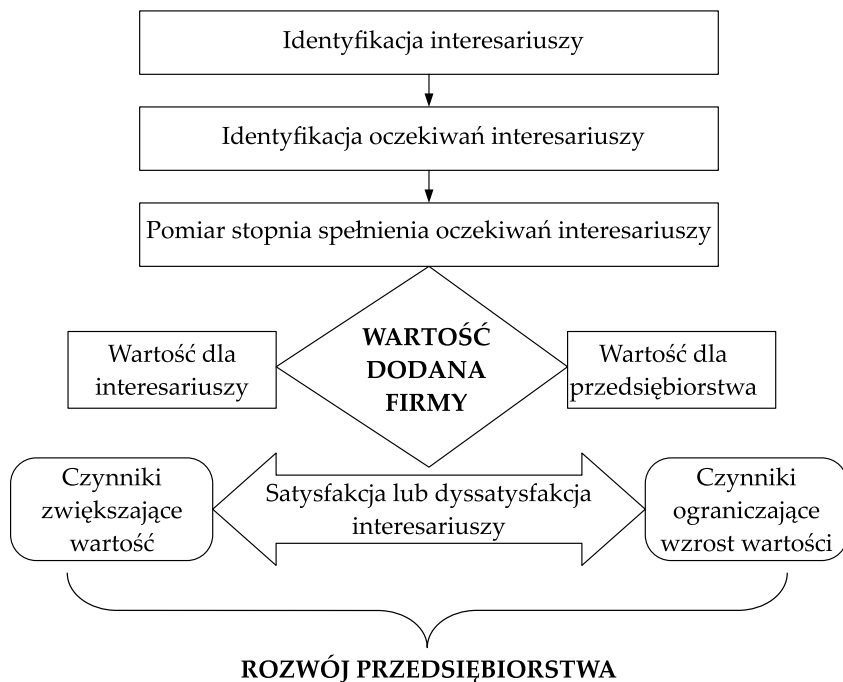 Identyfikacja interesariuszy
Identyfikacja oczekiwań interesariuszy
Pomiar stopnia spełnienia oczekiwań interesariuszy
Wartość dla
interesariuszy
WARTOŚĆ
DODANA
FIRMY
Wartość dla
przedsiębiorstwa
Czynniki
zwiększające
wartość
Satysfakcja lub dyssatysfakcja
interesariuszy
Czynniki
ograniczające
wzrost wartości
ROZWÓJ PRZEDSIĘBIORSTWA